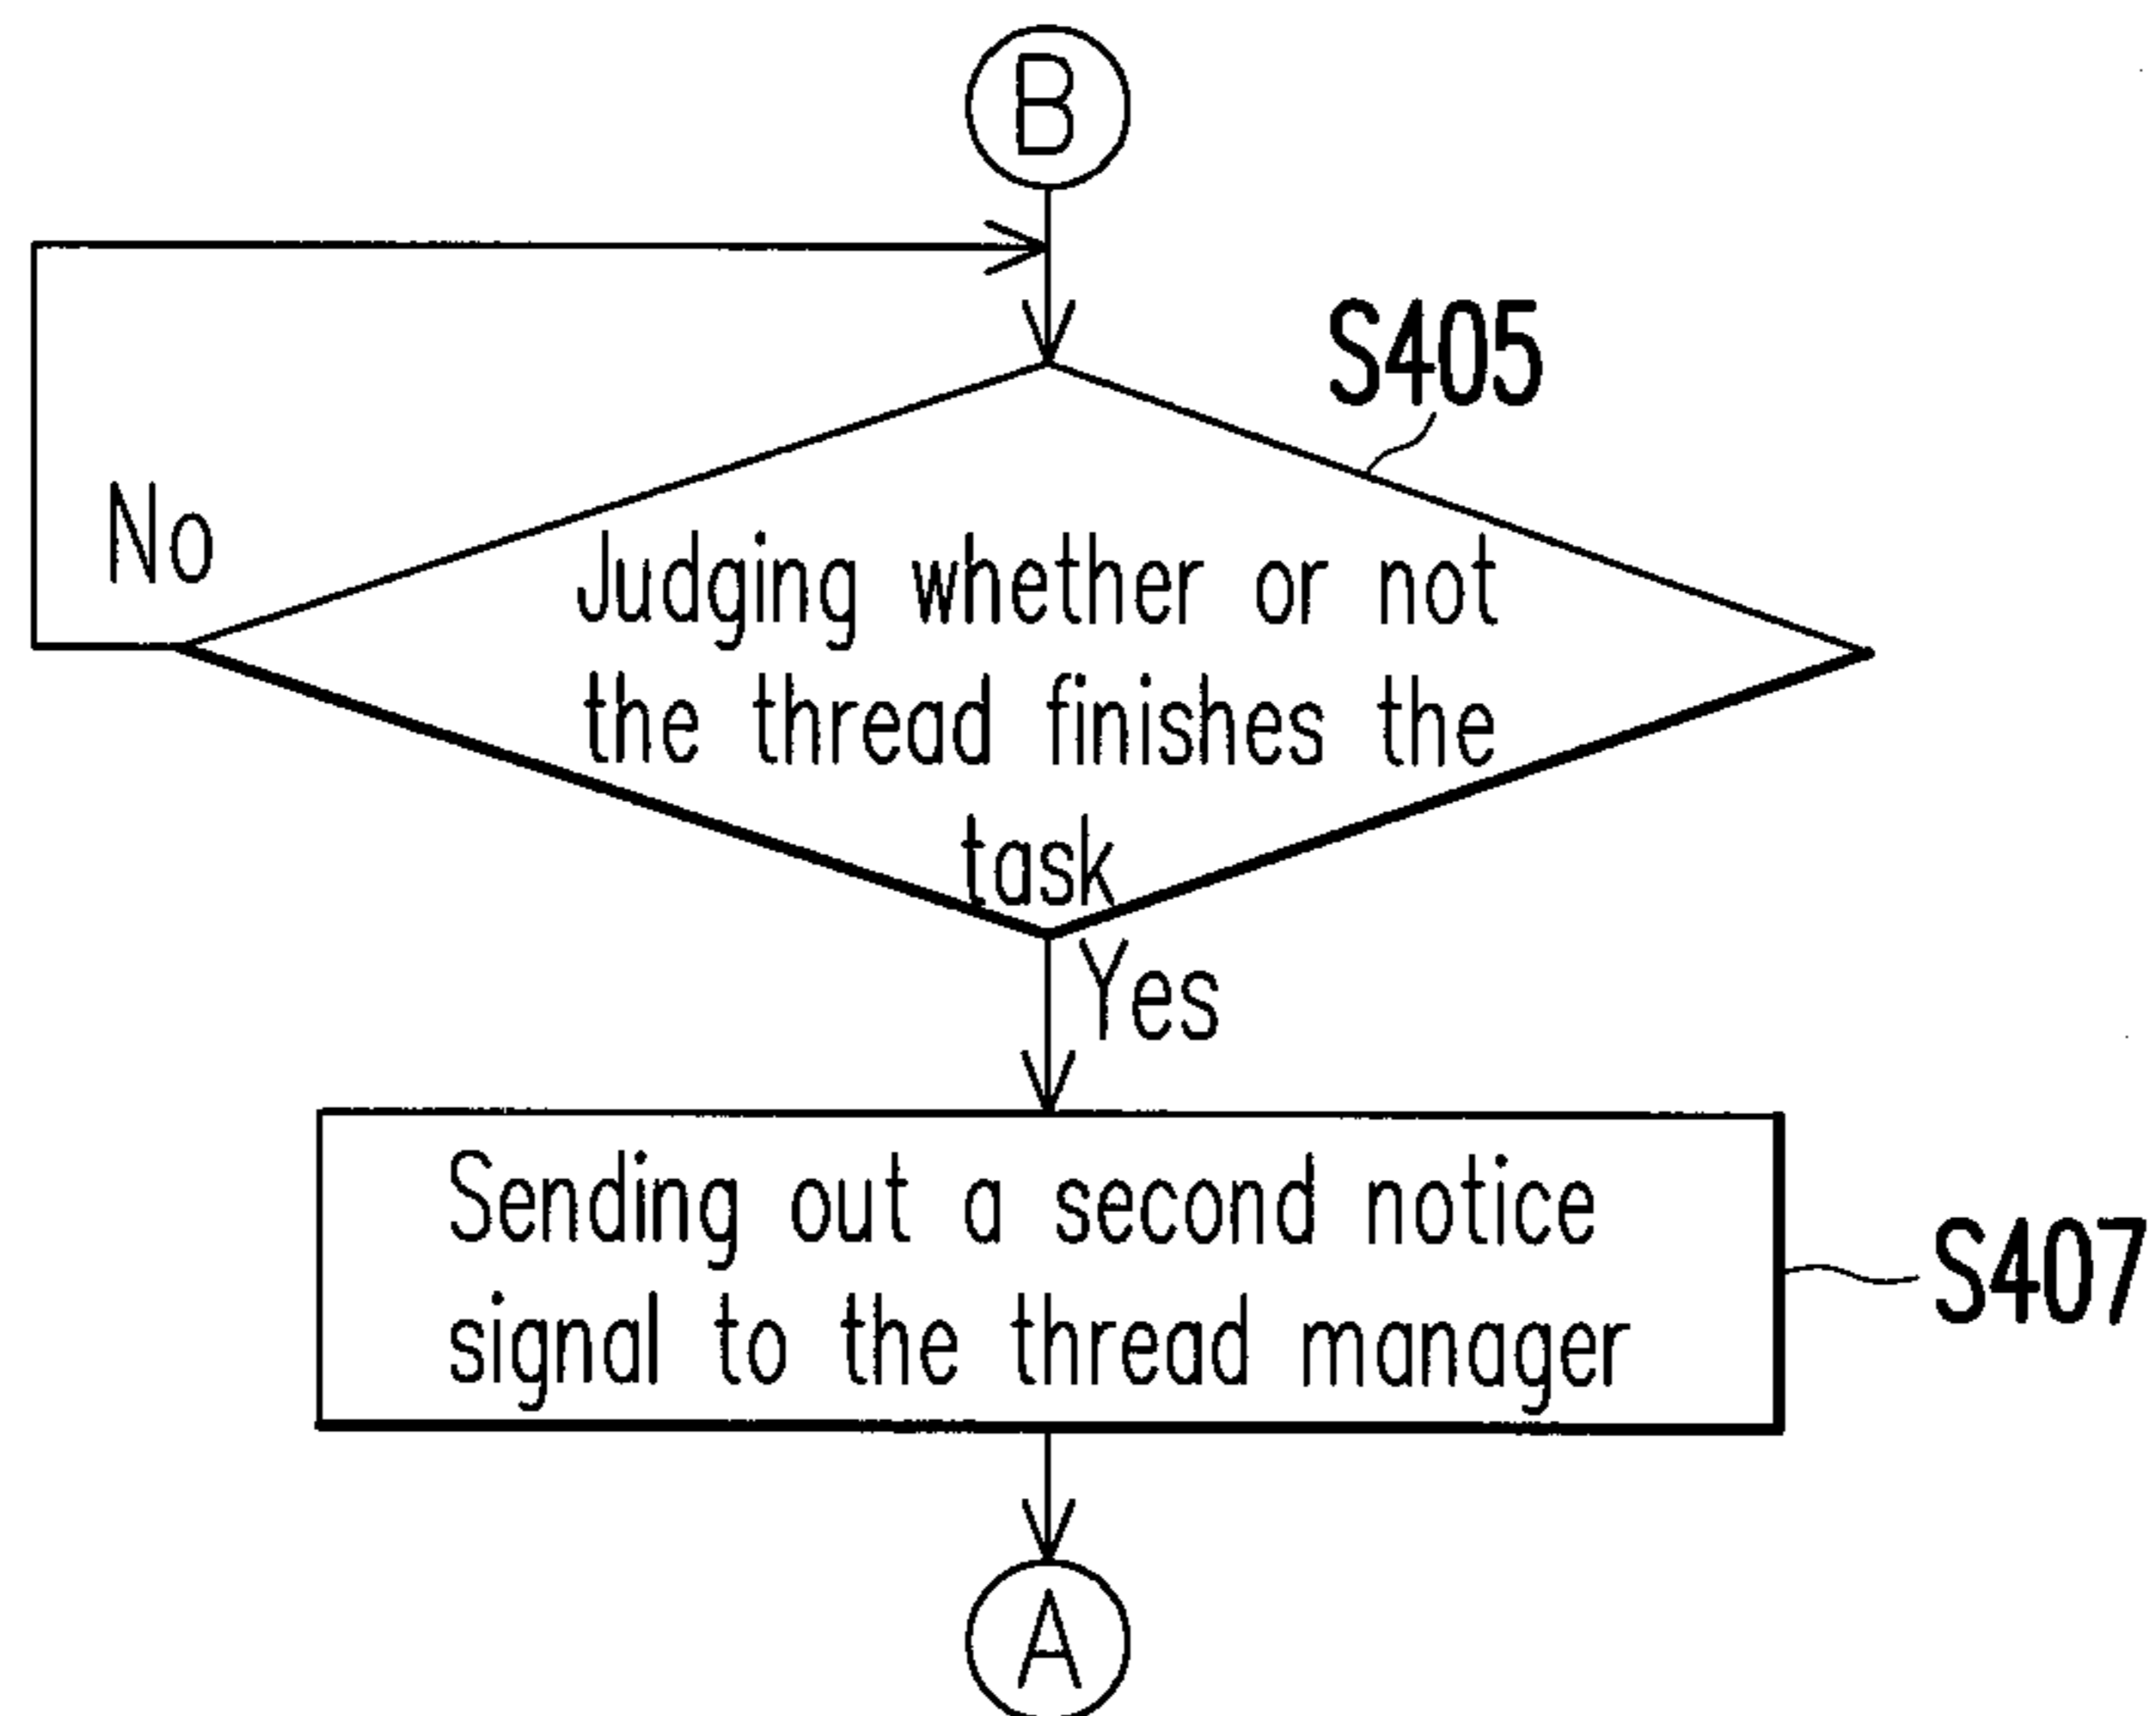 B
S405
No
Judging whether or not
the thread finishes the
task
Yes
Sending out a second notice
signal to the thread manager
S407
A